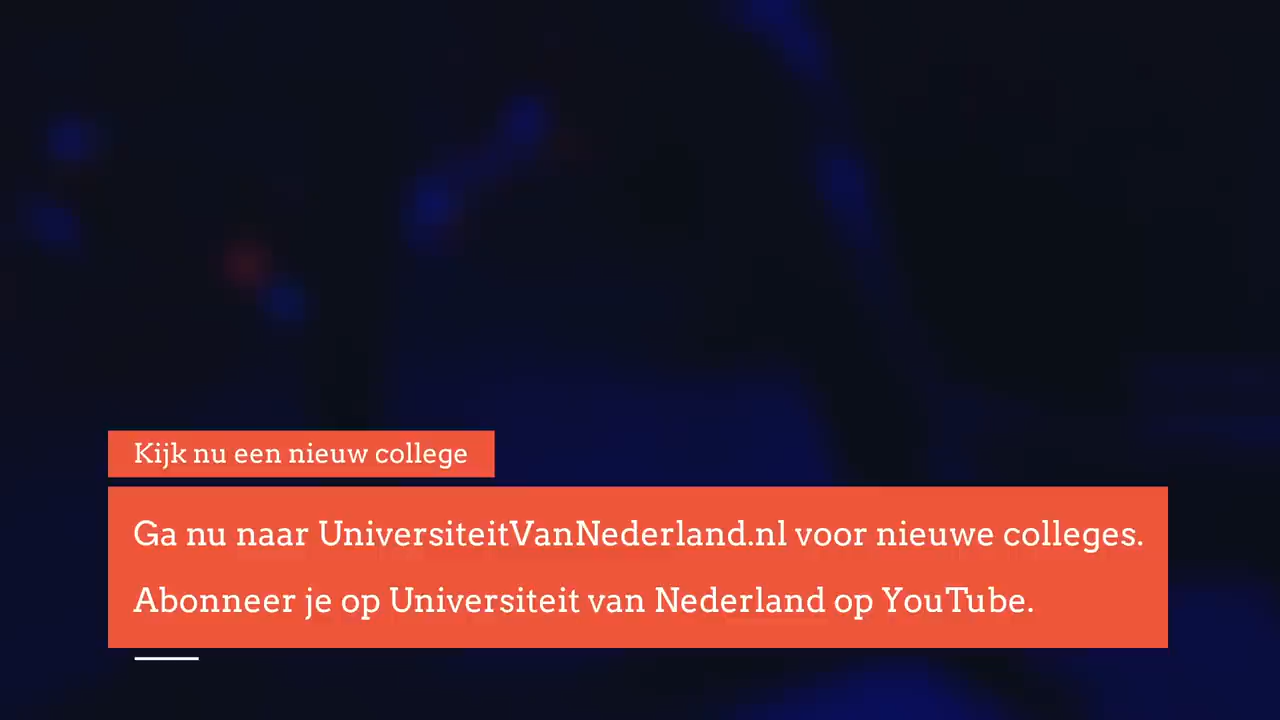 Kijk nu een nieuw college
Ga nu naar UniversiteitVanNederland.nl voor nieuwe colleges.
Abonneer je op Universiteit van Nederland op YouTube.